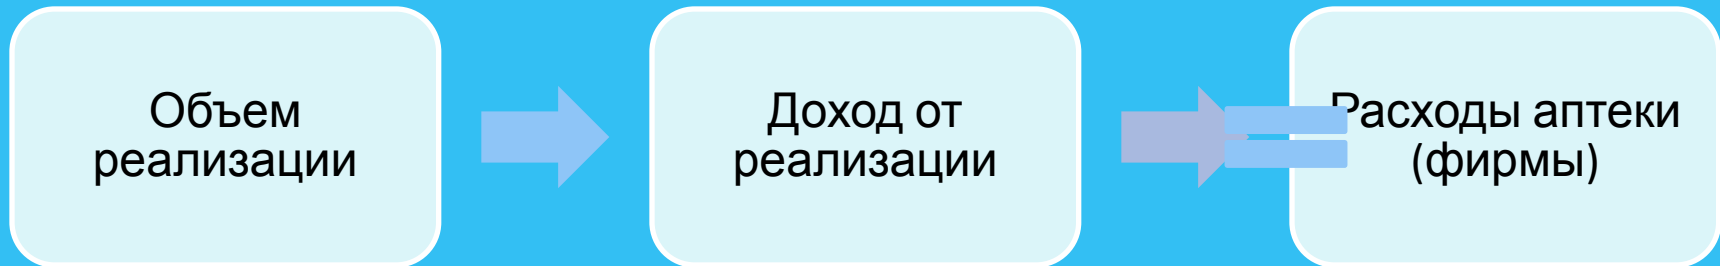 Объем
реализации
Доход от
реализации
Расходы аптеки
(фирмы)